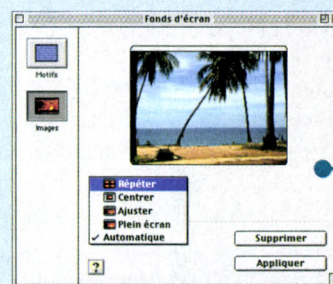 Fonds d'écran
Motifs
Images
Répéter
Centrer
Ajuster
Plein écran
✓ Automatique
Supprimer
?
Appliquer